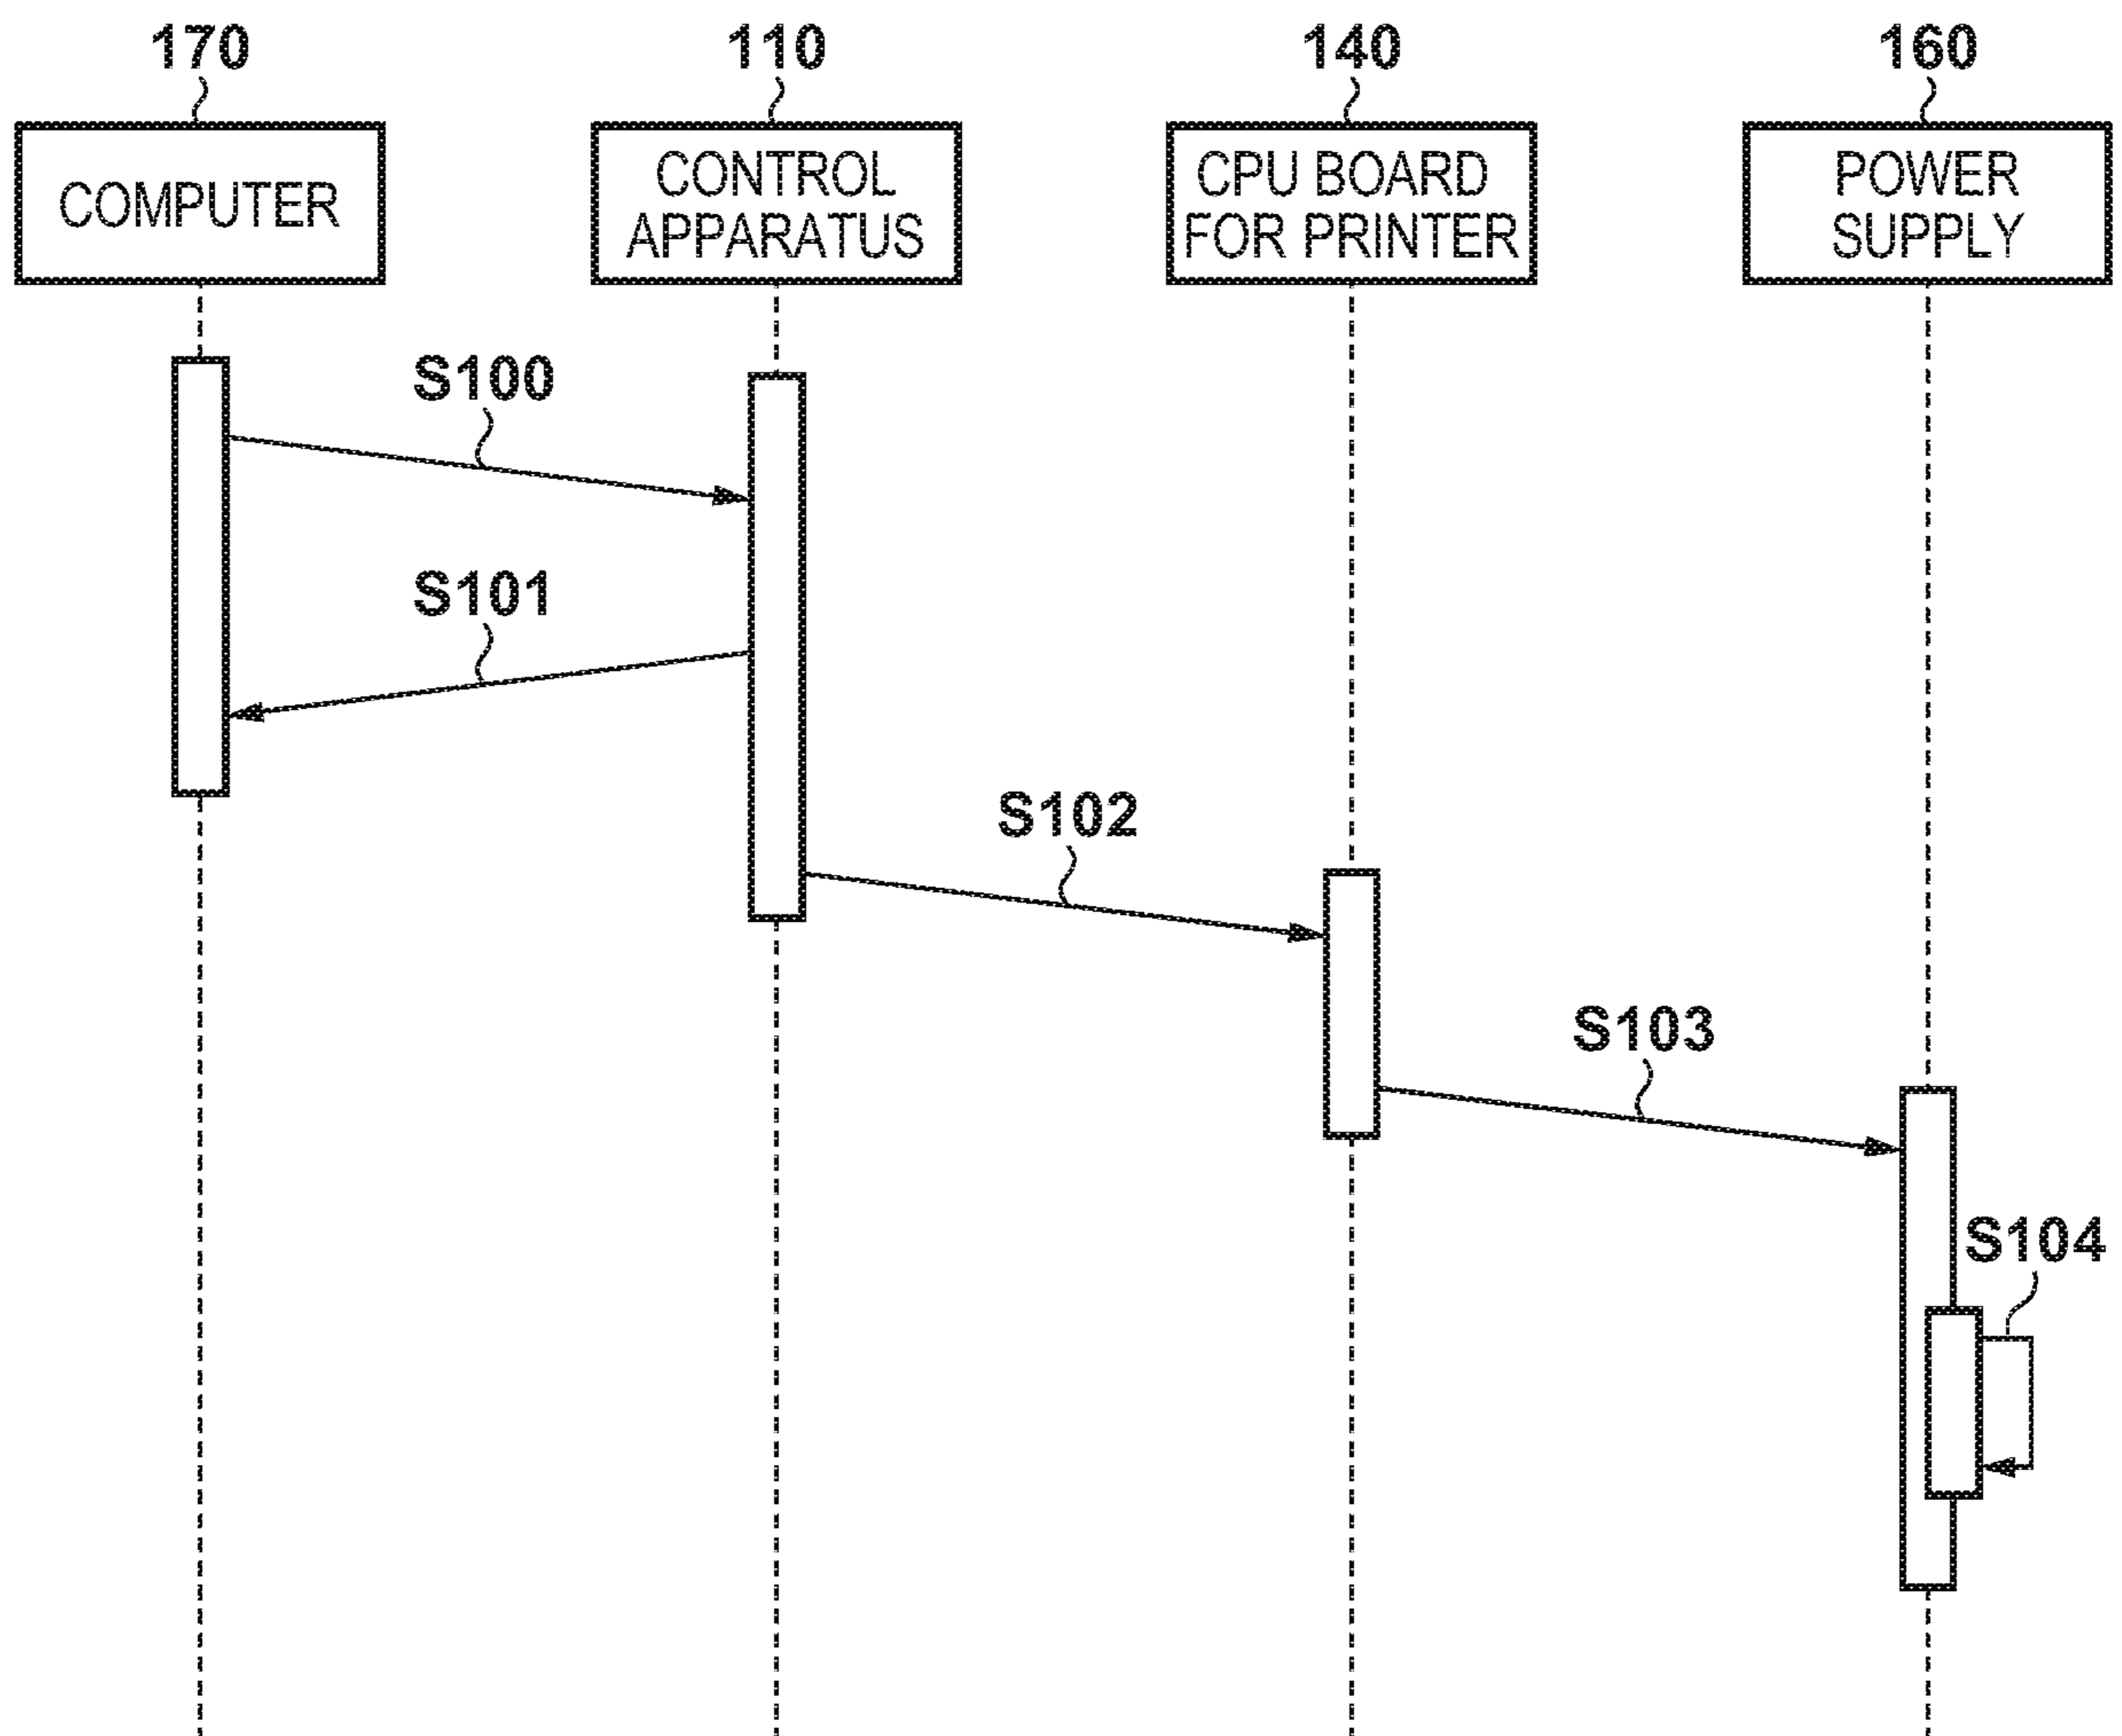 170
110
140
160
COMPUTER
CONTROL
APPARATUS
CPU BOARD
FOR PRINTER
POWER
SUPPLY
S100
S101
S102
S103
S104